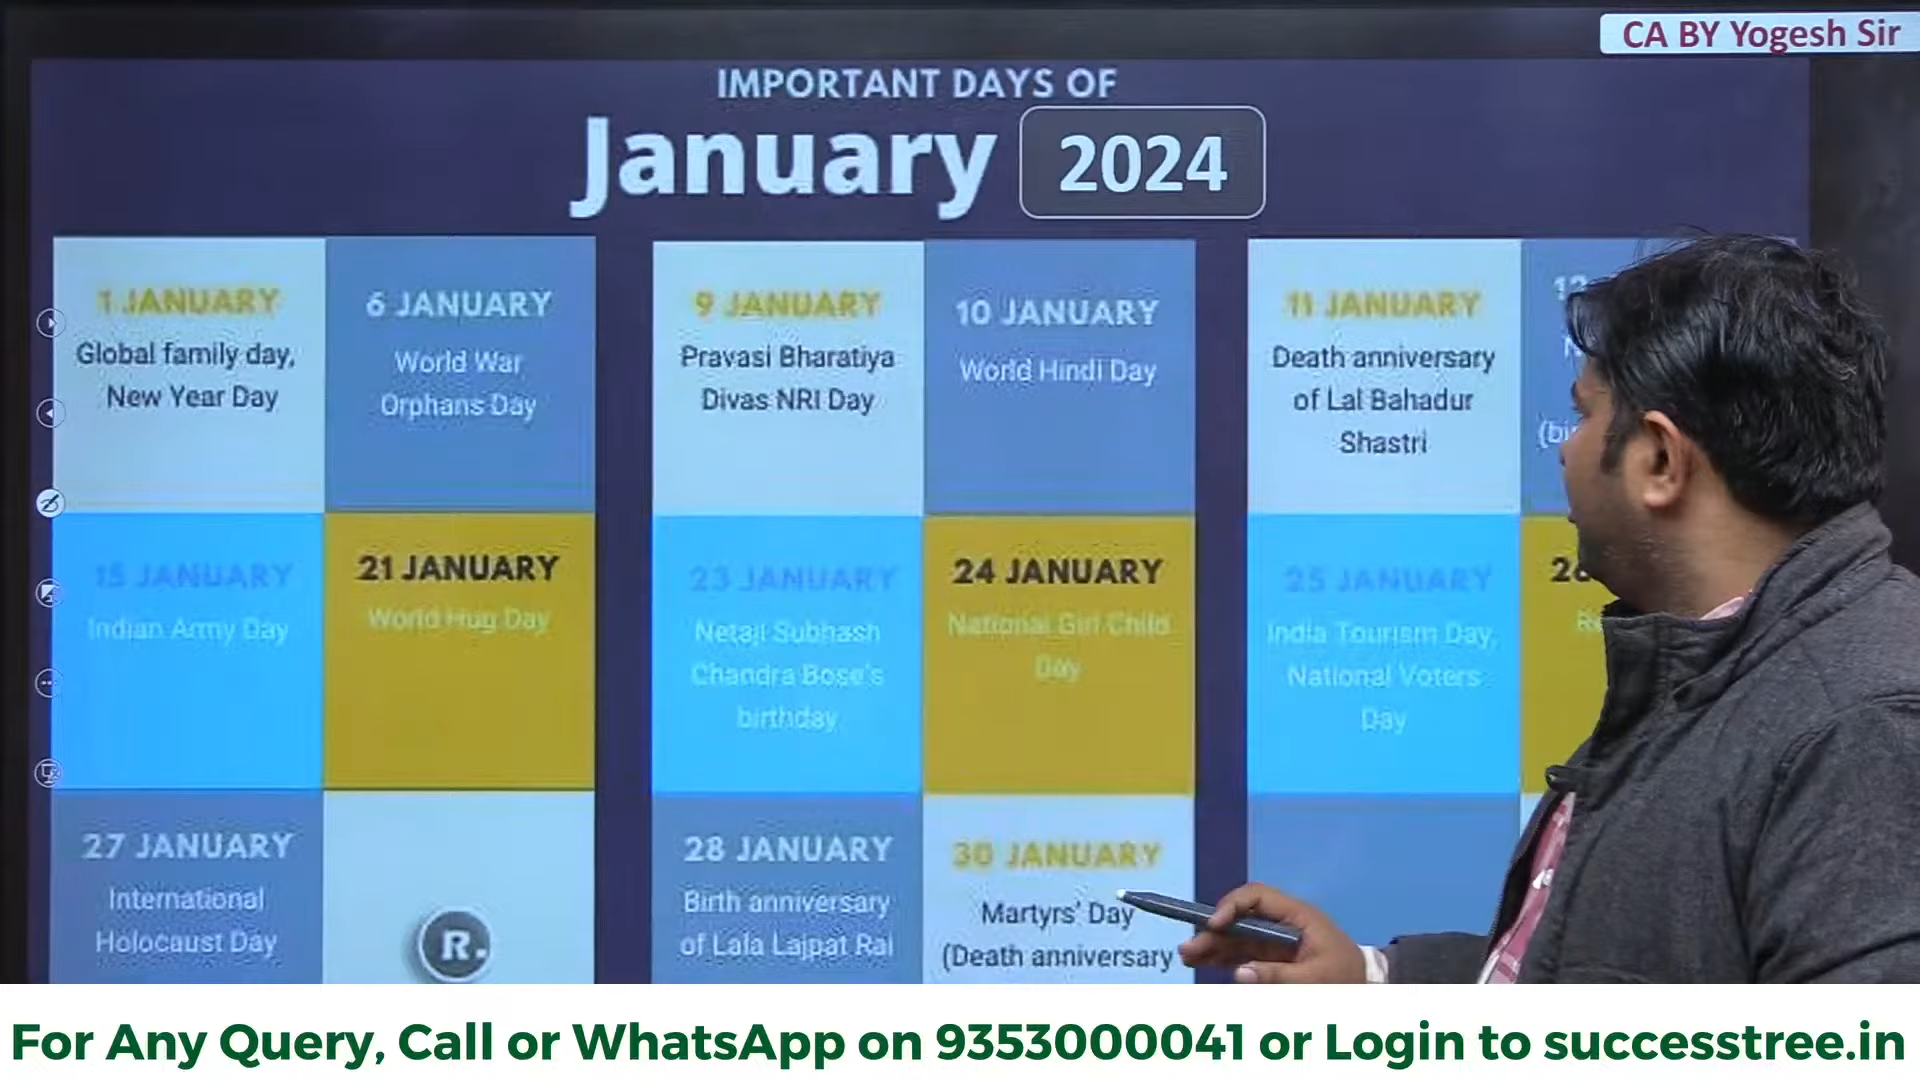 CA BY Yogesh Sir
IMPORTANT DAYS OF
January 2024
1 JANUARY
Global family day,
New Year Day
6 JANUARY
World War
Orphans Day
9 JANUARY
Pravasi Bharatiya
Divas NRI Day
10 JANUARY
World Hindi Day
11 JANUARY
Death anniversary
of Lal Bahadur
Shastri
15 JANUARY
Indian Army Day
21 JANUARY
World Hug Day
23 JANUARY
Netaji Subhash
Chandra Bose's
birthday
24 JANUARY
National Girl Child
Day
25 JANUARY
India Tourism Day,
National Voters
Day
27 JANUARY
International
Holocaust Day
R.
28 JANUARY
Birth anniversary
of Lala Lajpat Rai
30 JANUARY
Martyrs' Day
(Death anniversary
For Any Query, Call or WhatsApp on 9353000041 or Login to successtree.in